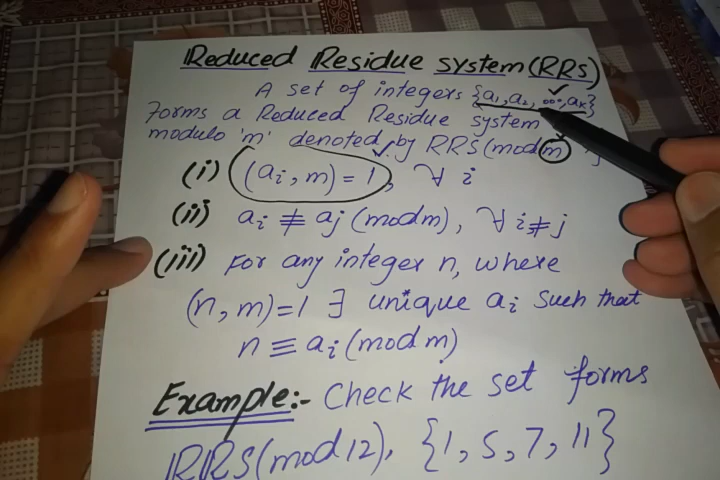 Reduced Residue system (RRS)
A set of integers {a₁, a₂, ..., aₖ}
Forms a Reduced Residue system
modulo 'm' denoted by RRS(mod m)
(i) (aᵢ, m) = 1, ∀ i
(ii) aᵢ ≢ aⱼ (mod m), ∀ i ≠ j
(iii) For any integer n, where
(n, m) = 1 ∃ unique aᵢ such that
n ≡ aᵢ (mod m)
Example:- Check the set forms
RRS(mod 12), {1, 5, 7, 11}